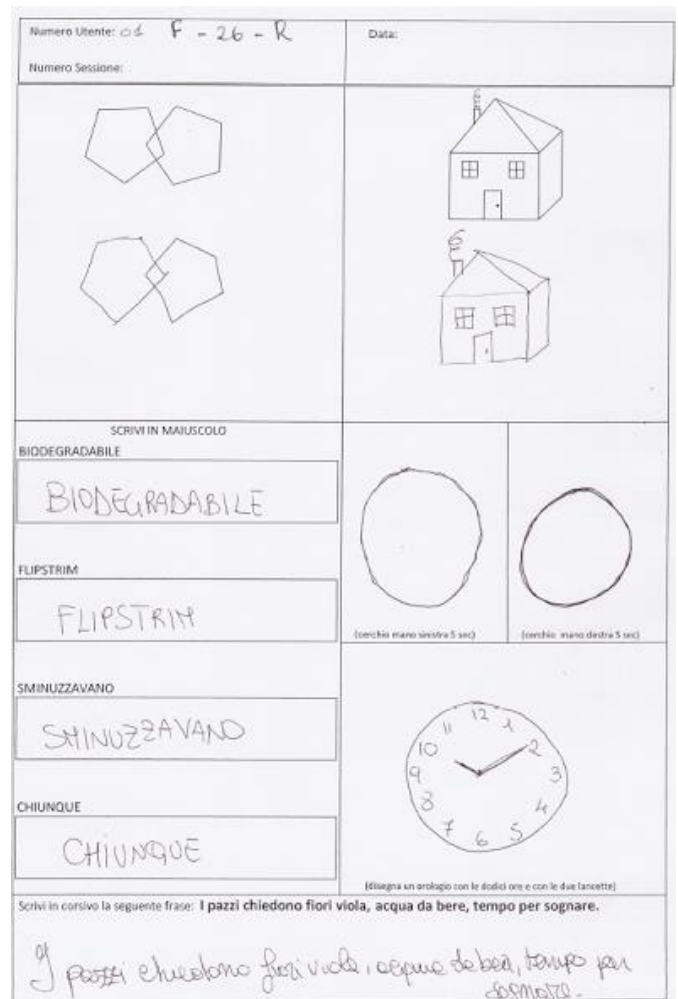 Numero Utente: 01 F - 26 - R
Data:
Numero Sessione:
SCRIVI IN MAIUSCOLO
BIODEGRADABILE
BIODEGRADABILE
FLIPSTRIM
FLIPSTRIM
SMINUZZAVANO
SMINUZZAVANO
CHIUNQUE
CHIUNQUE
(cerchio mano sinistra 5 sec)
(cerchio mano destra 5 sec)
12
11 1
10 2
9 3
8 4
7 6 5
(disegna un orologio con le dodici ore e con le due lancette)
Scrivi in corsivo la seguente frase: I pazzi chiedono fiori viola, acqua da bere, tempo per sognare.
I pazzi chiedono fiori viola, acqua da bere, tempo per
sognare.